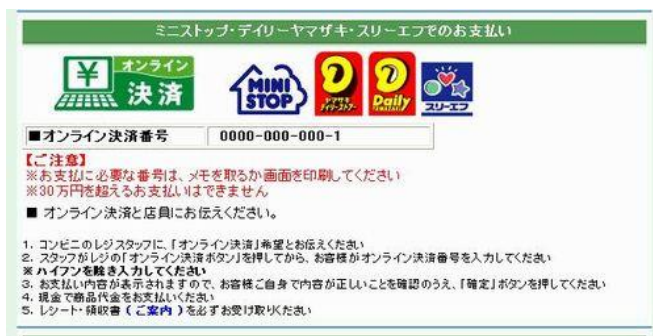 ミニストップ・デイリーヤマザキ・スリーエフでのお支払い
¥ オンライン
決済
MINI
STOP
ヤマザキ
デイリーストアー
Daily
YAMAZAKI
スリーエフ
■オンライン決済番号 0000-000-000-1
【ご注意】
※お支払に必要な番号は、メモを取るか画面を印刷してください
※30万円を超えるお支払いはできません
■ オンライン決済と店員にお伝えください。
1. コンビニのレジスタッフに、「オンライン決済」希望とお伝えください
2. スタッフがレジの「オンライン決済ボタン」を押してから、お客様がオンライン決済番号を入力してください
※ ハイフンを除き入力してください
3. お支払い内容が表示されますので、お客様ご自身で内容が正しいことを確認のうえ、「確定」ボタンを押してください
4. 現金で商品代金をお支払いください
5. レシート・領収書 ( ご案内 ) を必ずお受け取りください